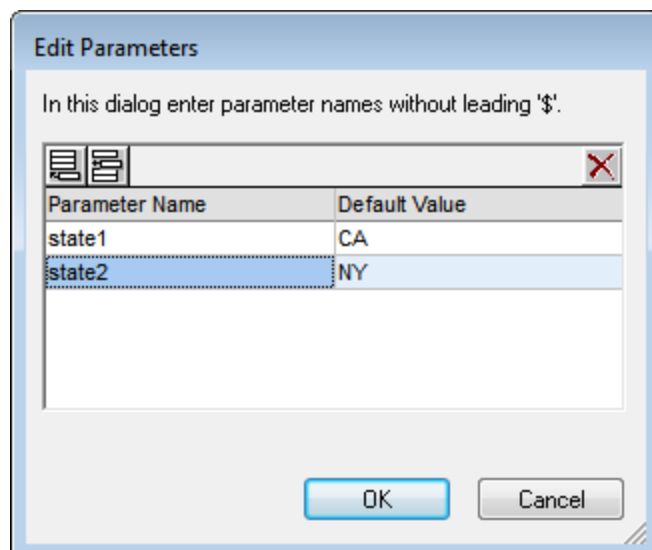 Edit Parameters
In this dialog enter parameter names without leading '$'.
Parameter Name Default Value
state1 CA
state2 NY
OK Cancel